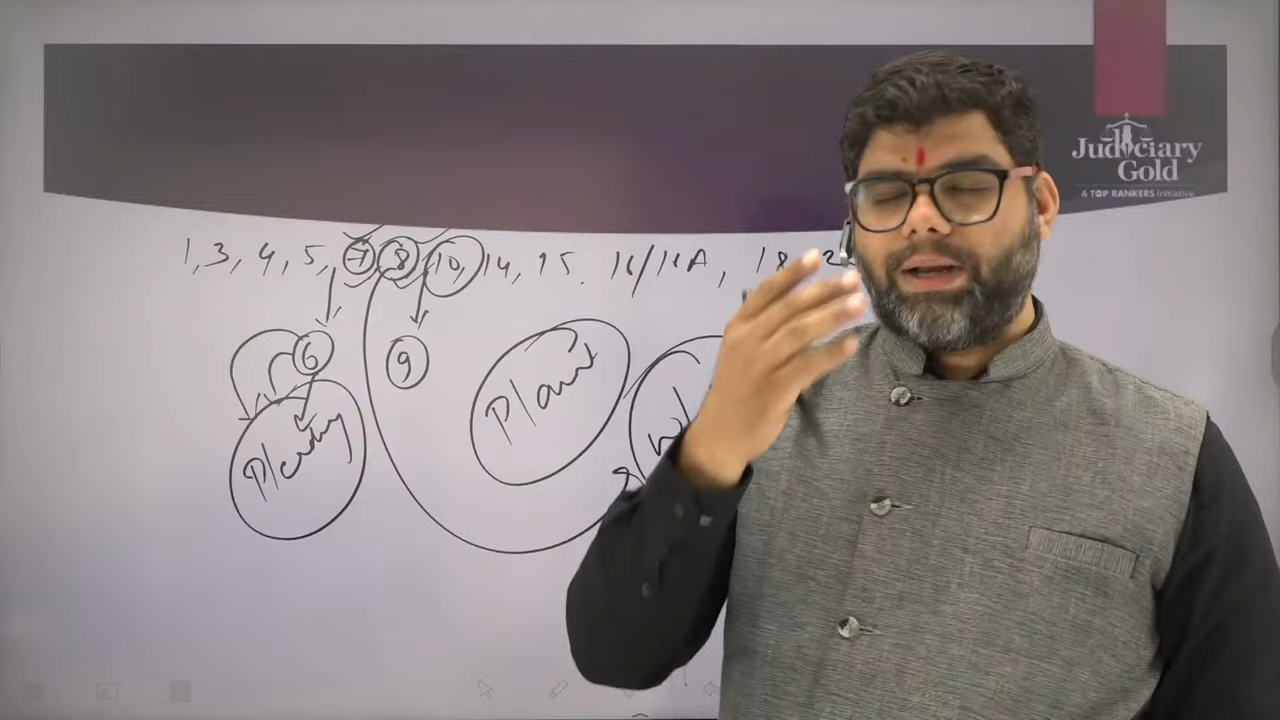 1, 3, 4, 5, 7 8 10, 14, 15. 16/16A, 18
6
9
Plaint
Pleading
Judiciary
Gold
A TOP RANKERS Initiative